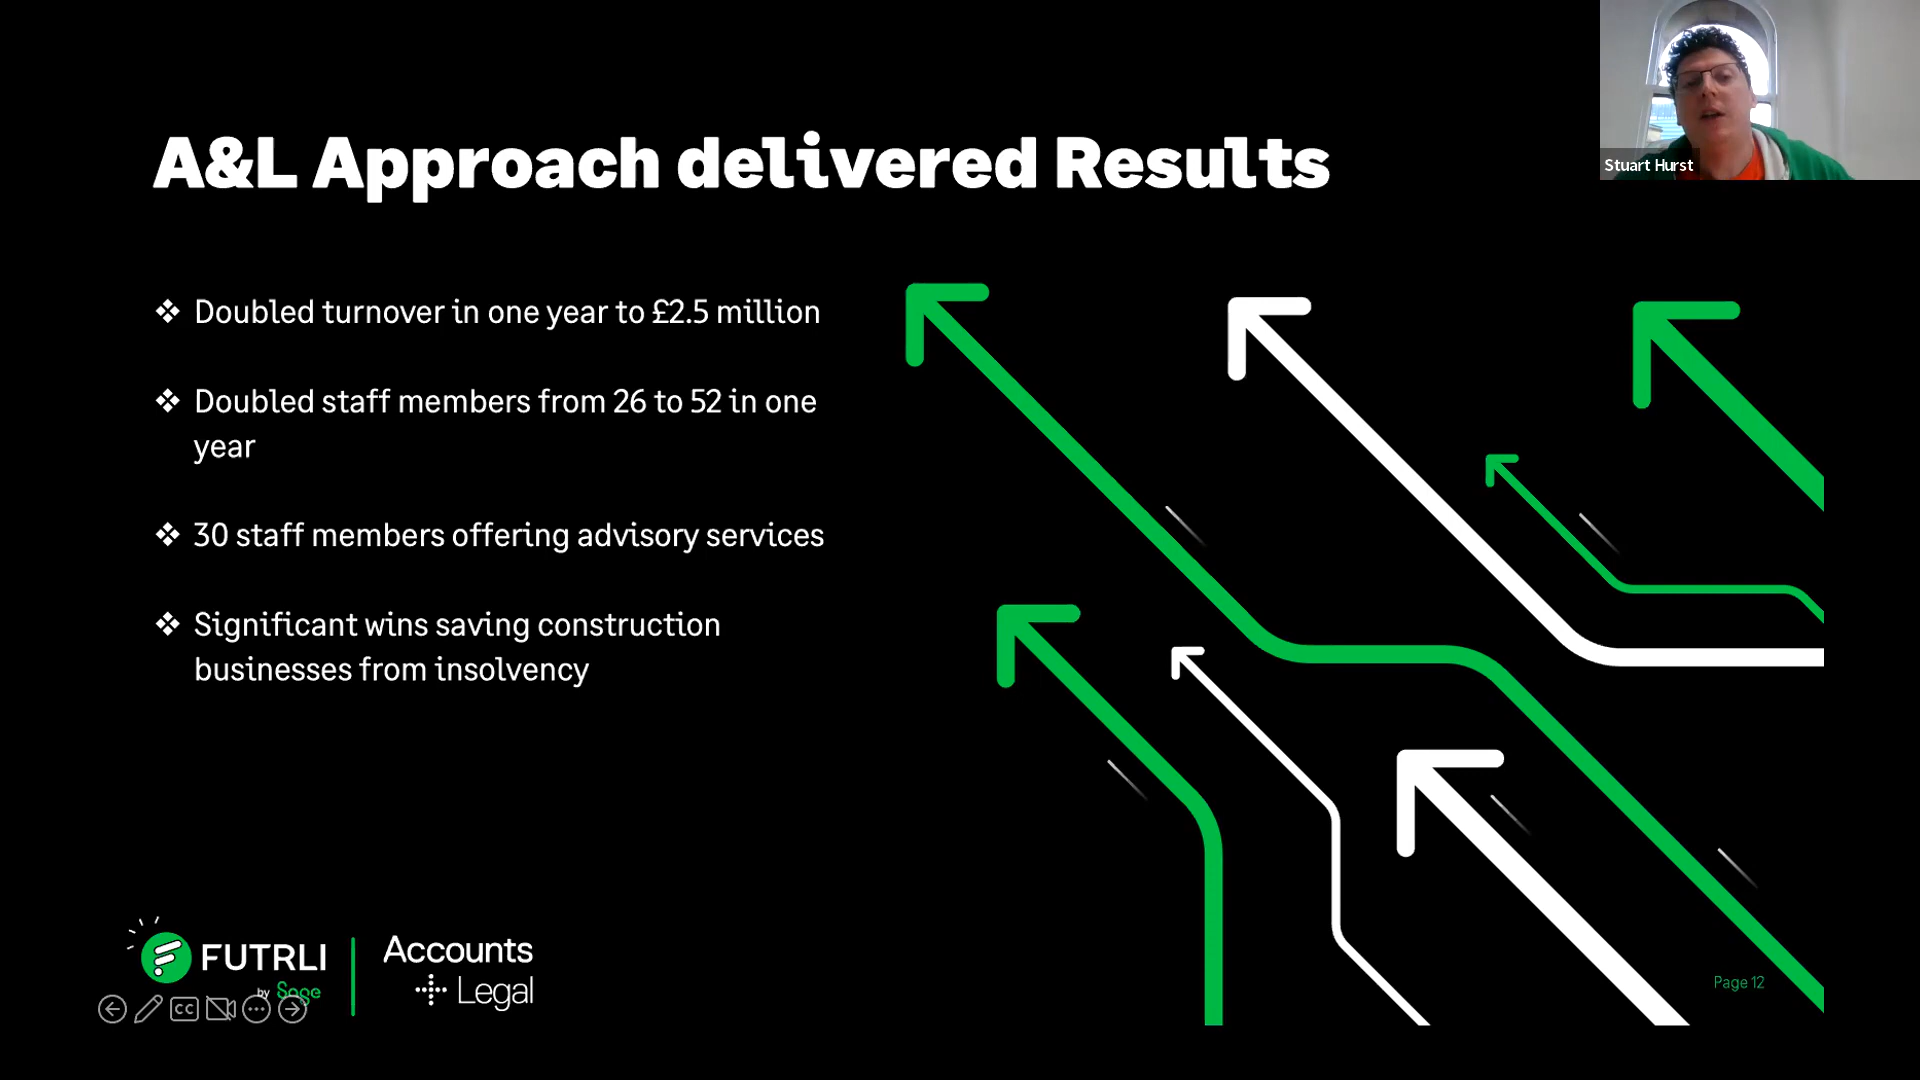 Stuart Hurst
A&L Approach delivered Results
❖ Doubled turnover in one year to £2.5 million
❖ Doubled staff members from 26 to 52 in one
year
❖ 30 staff members offering advisory services
❖ Significant wins saving construction
businesses from insolvency
FUTRLI
by Sage
Accounts
Legal
CC
Page 12